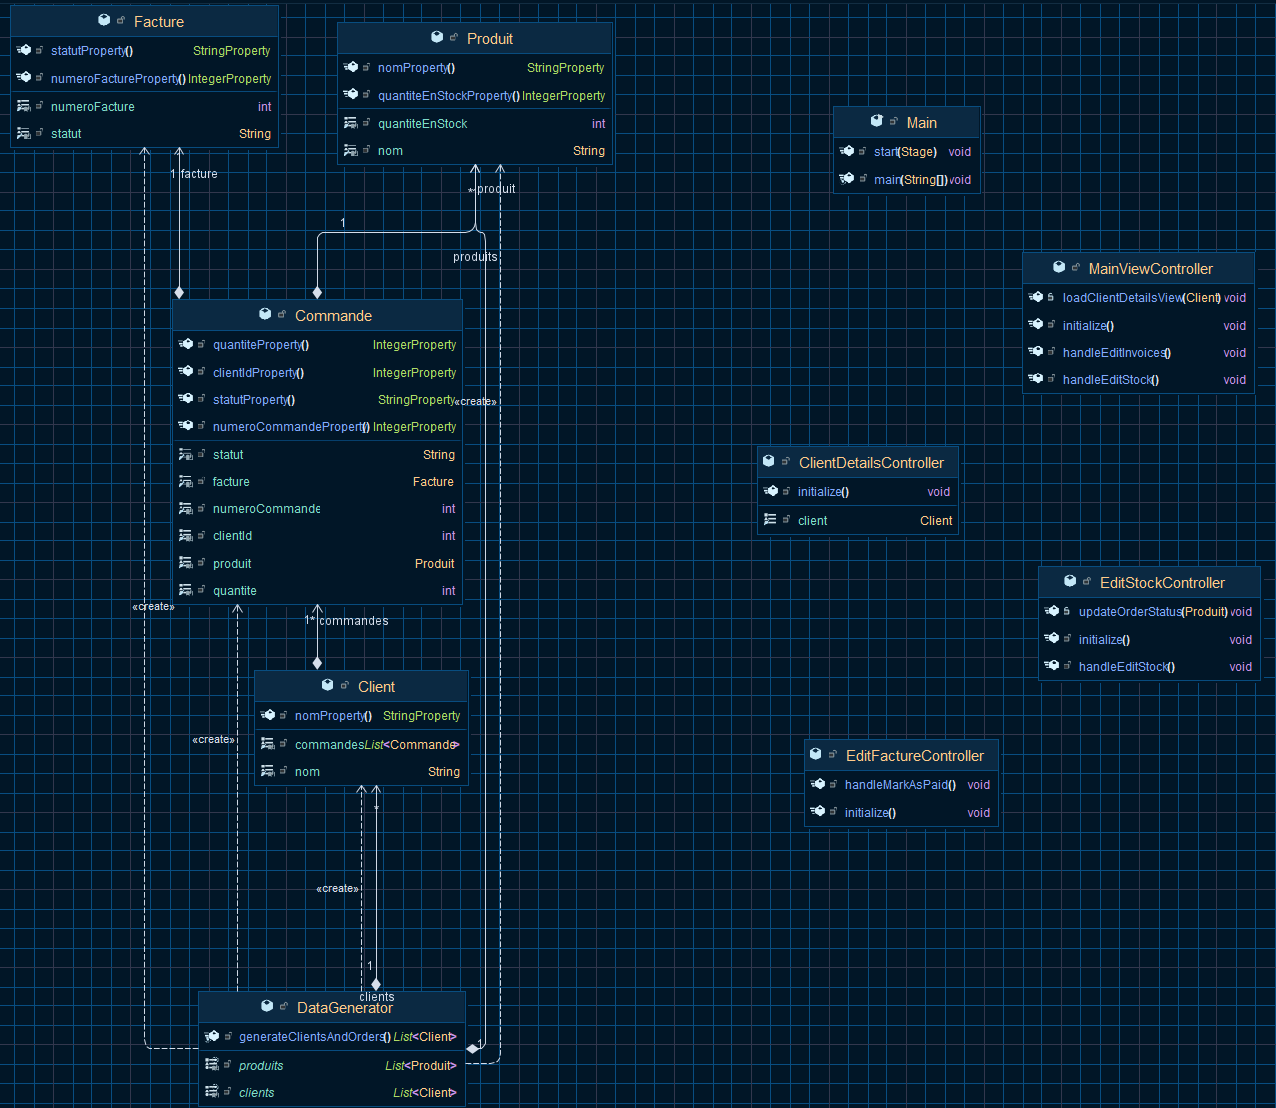 Facture
statutProperty() StringProperty
numeroFactureProperty() IntegerProperty
numeroFacture int
statut String
Produit
nomProperty() StringProperty
quantiteEnStockProperty() IntegerProperty
quantiteEnStock int
nom String
Main
start(Stage) void
main(String[]) void
1 facture
* produit
1
produits
MainViewController
loadClientDetailsView(Client) void
initialize() void
handleEditInvoices() void
handleEditStock() void
Commande
quantiteProperty() IntegerProperty
clientIdProperty() IntegerProperty
statutProperty() StringProperty
numeroCommandeProperty() IntegerProperty
statut String
facture Facture
numeroCommande int
clientId int
produit Produit
quantite int
«create»
ClientDetailsController
initialize() void
client Client
EditStockController
updateOrderStatus(Produit) void
initialize() void
handleEditStock() void
«create»
1* commandes
Client
nomProperty() StringProperty
commandes List<Commande>
nom String
«create»
EditFactureController
handleMarkAsPaid() void
initialize() void
*
«create»
1
clients
DataGenerator
generateClientsAndOrders() List<Client>
1
produits List<Produit>
clients List<Client>